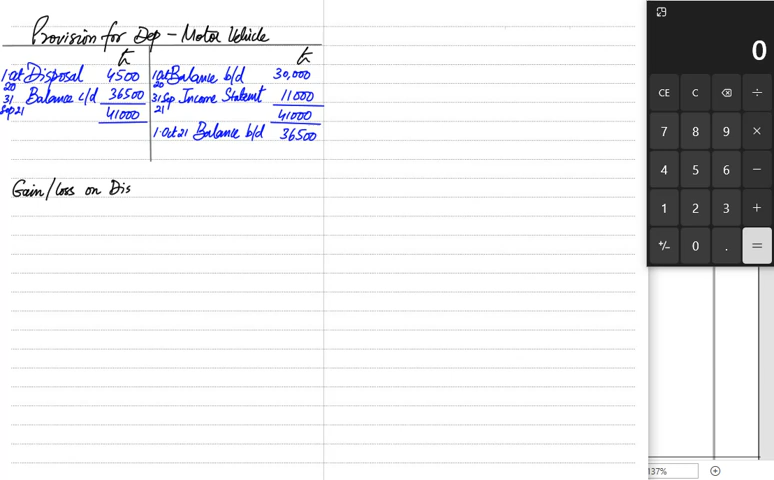 Provision for Dep - Motor Vehicle
1 Oct 20 Disposal 4500 1 Oct 20 Balance b/d 30,000
31 Sep 21 Balance c/d 36500 31 Sep 21 Income Statemt 11000
41000 41000
1 Oct 21 Balance b/d 36500
Gain/loss on Dis
0
CE C ÷
7 8 9 ×
4 5 6 −
1 2 3 +
+/− 0 . =
137%